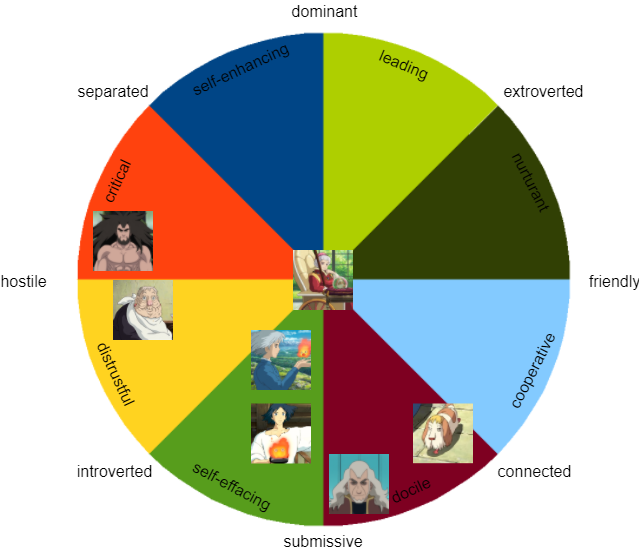 dominant
self-enhancing
leading
separated
extroverted
critical
nurturant
hostile
friendly
distrustful
cooperative
introverted
self-effacing
docile
connected
submissive